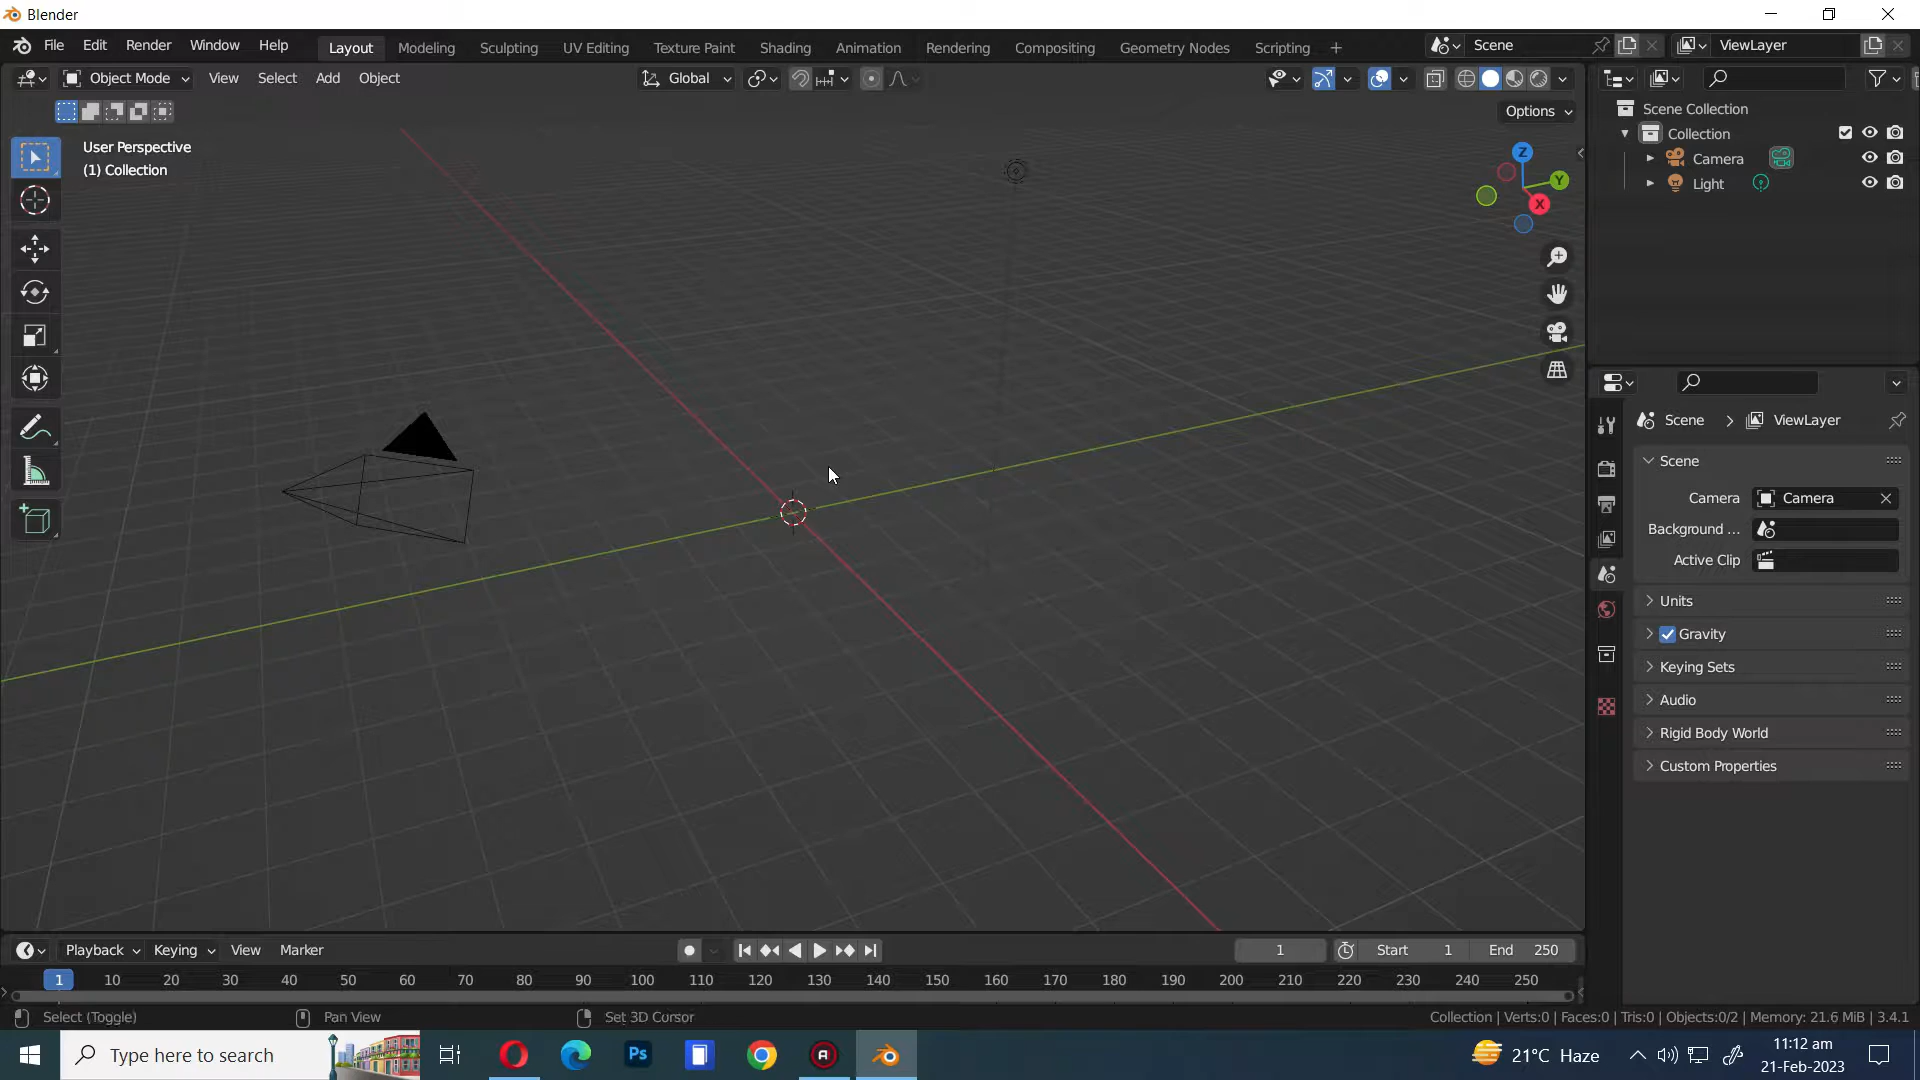 Blender
File Edit Render Window Help Layout Modeling Sculpting UV Editing Texture Paint Shading Animation Rendering Compositing Geometry Nodes Scripting + Scene ViewLayer
Object Mode View Select Add Object Global
Options
User Perspective
(1) Collection
Z
Y
X
Scene Collection
Collection
Camera
Light
Scene > ViewLayer
Scene
Camera Camera
Background ...
Active Clip
Units
Gravity
Keying Sets
Audio
Rigid Body World
Custom Properties
Playback Keying View Marker 1 Start 1 End 250
1 10 20 30 40 50 60 70 80 90 100 110 120 130 140 150 160 170 180 190 200 210 220 230 240 250
Select (Toggle) Pan View Set 3D Cursor Collection | Verts:0 | Faces:0 | Tris:0 | Objects:0/2 | Memory: 21.6 MiB | 3.4.1
Type here to search Ps A 21°C Haze 11:12 am
21-Feb-2023